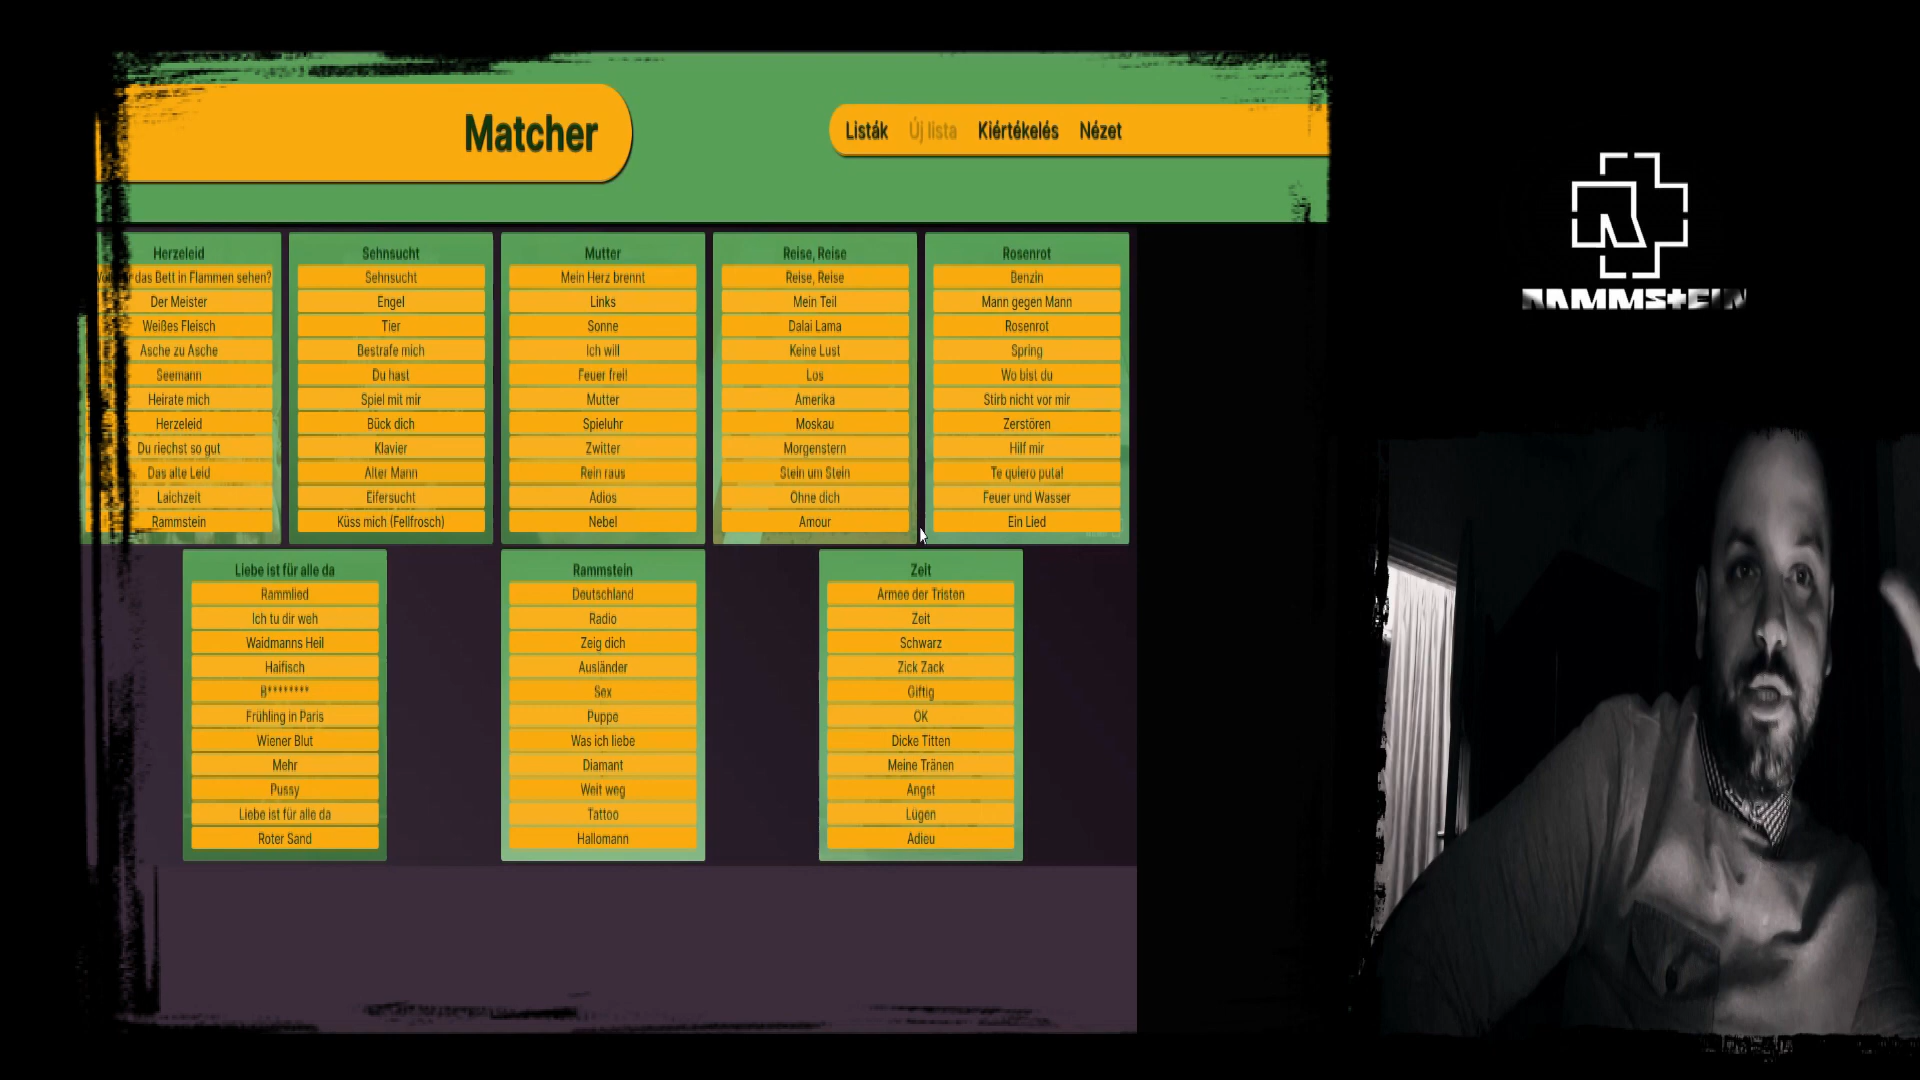 Matcher
Listák Új lista Kiértékelés Nézet
Herzeleid
das Bett in Flammen sehen?
Der Meister
Weißes Fleisch
Asche zu Asche
Seemann
Heirate mich
Herzeleid
Du riechst so gut
Das alte Leid
Laichzeit
Rammstein
Sehnsucht
Sehnsucht
Engel
Tier
Bestrafe mich
Du hast
Spiel mit mir
Bück dich
Klavier
Alter Mann
Eifersucht
Küss mich (Fellfrosch)
Mutter
Mein Herz brennt
Links
Sonne
Ich will
Feuer frei!
Mutter
Spieluhr
Zwitter
Rein raus
Adios
Nebel
Reise, Reise
Reise, Reise
Mein Teil
Dalai Lama
Keine Lust
Los
Amerika
Moskau
Morgenstern
Stein um Stein
Ohne dich
Amour
Rosenrot
Benzin
Mann gegen Mann
Rosenrot
Spring
Wo bist du
Stirb nicht vor mir
Zerstören
Hilf mir
Te quiero puta!
Feuer und Wasser
Ein Lied
Liebe ist für alle da
Rammlied
Ich tu dir weh
Waidmanns Heil
Haifisch
B********
Frühling in Paris
Wiener Blut
Mehr
Pussy
Liebe ist für alle da
Roter Sand
Rammstein
Deutschland
Radio
Zeig dich
Ausländer
Sex
Puppe
Was ich liebe
Diamant
Weit weg
Tattoo
Hallomann
Zeit
Armee der Tristen
Zeit
Schwarz
Zick Zack
Giftig
OK
Dicke Titten
Meine Tränen
Angst
Lügen
Adieu
RAMMSTEIN